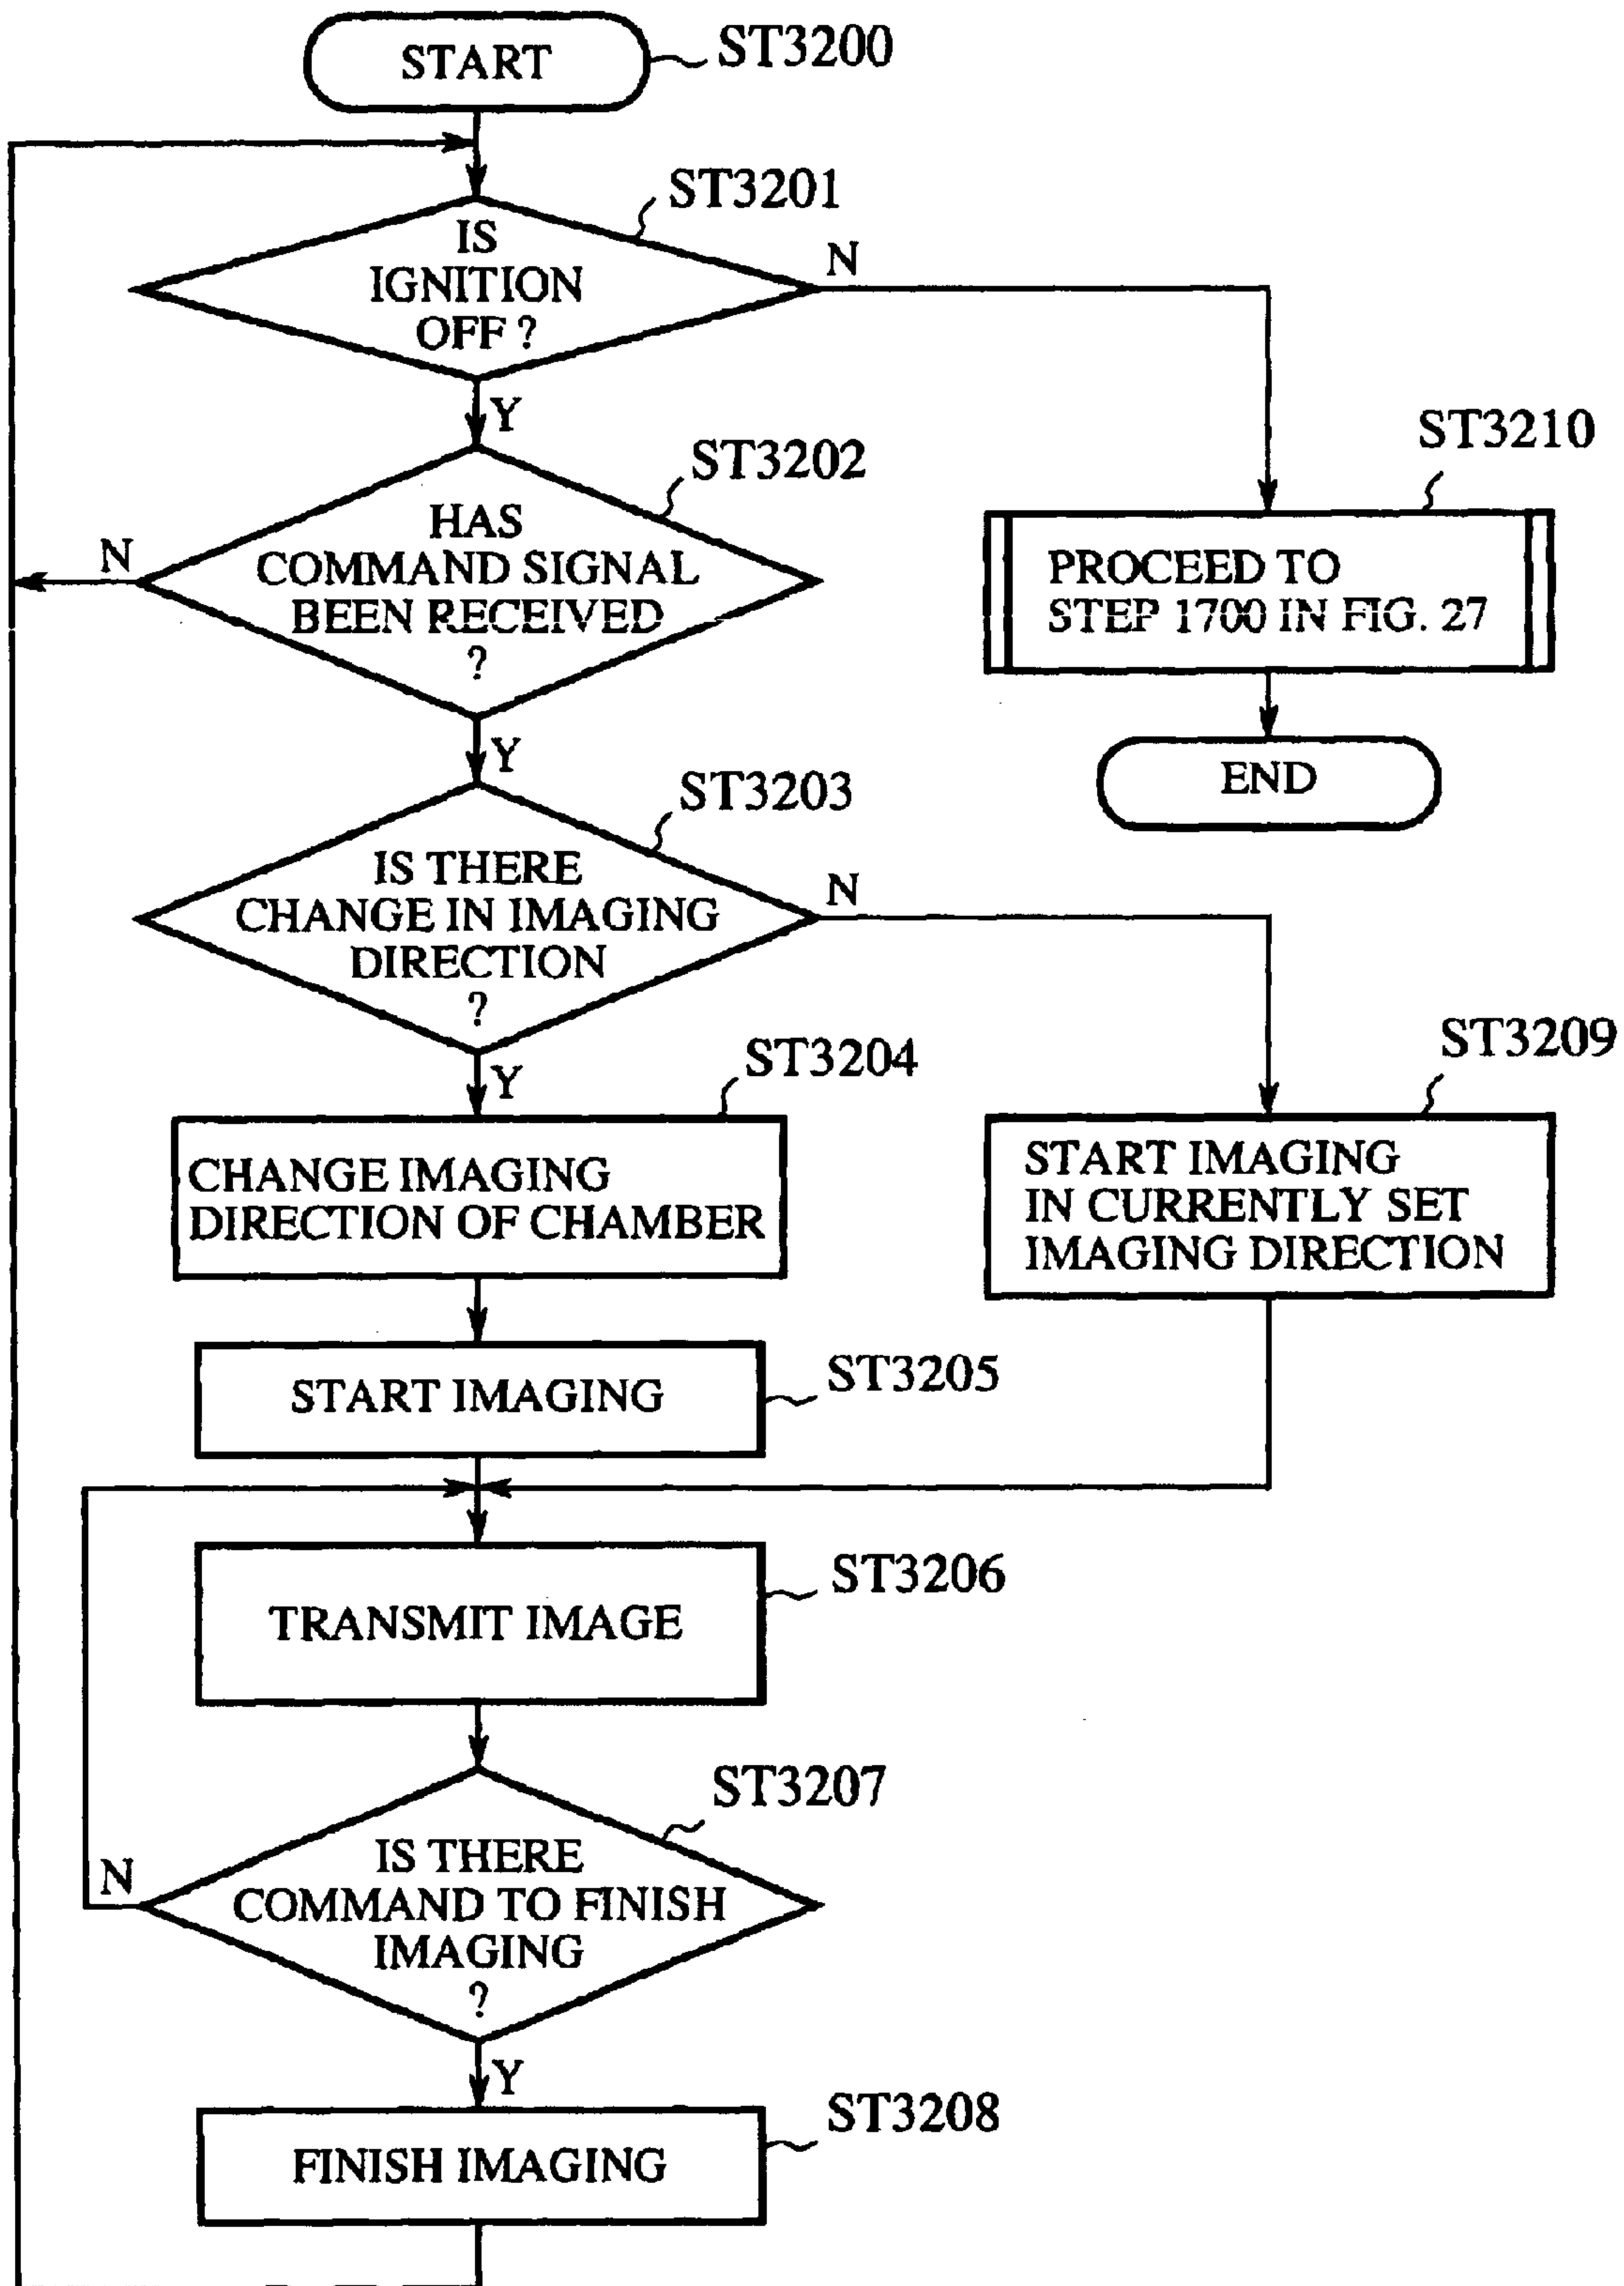 START
ST3200
ST3201
IS
IGNITION
OFF ?
N
Y
ST3202
HAS
COMMAND SIGNAL
BEEN RECEIVED
?
N
Y
ST3210
PROCEED TO
STEP 1700 IN FIG. 27
END
ST3203
IS THERE
CHANGE IN IMAGING
DIRECTION
?
N
Y
ST3204
CHANGE IMAGING
DIRECTION OF CHAMBER
ST3209
START IMAGING
IN CURRENTLY SET
IMAGING DIRECTION
START IMAGING
ST3205
TRANSMIT IMAGE
ST3206
ST3207
IS THERE
COMMAND TO FINISH
IMAGING
?
N
Y
FINISH IMAGING
ST3208